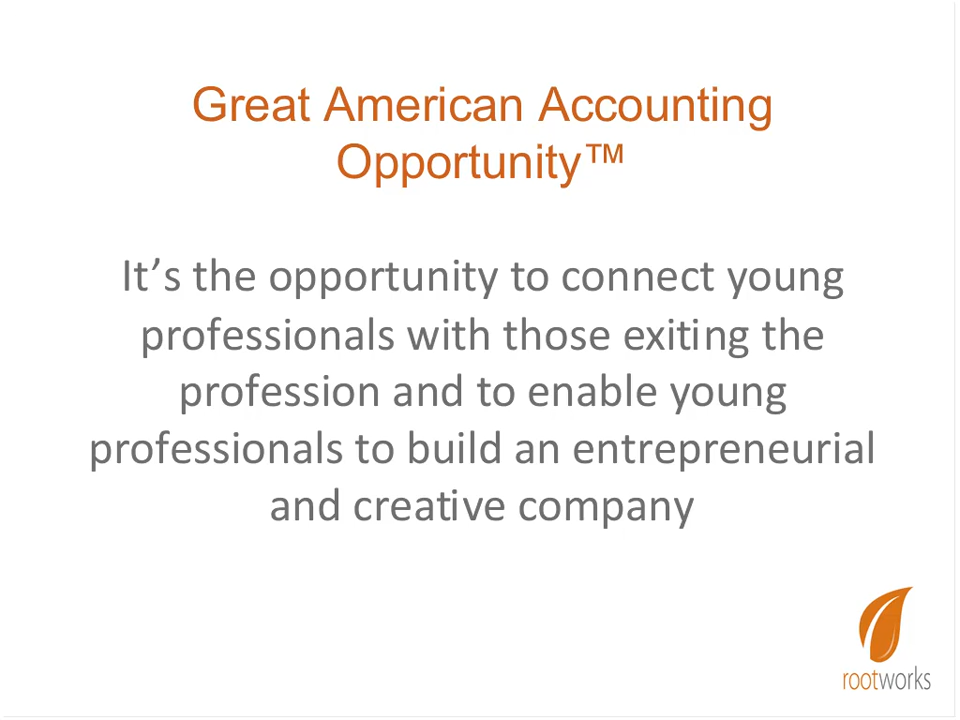 Great American Accounting
Opportunity™
It’s the opportunity to connect young
professionals with those exiting the
profession and to enable young
professionals to build an entrepreneurial
and creative company
rootworks